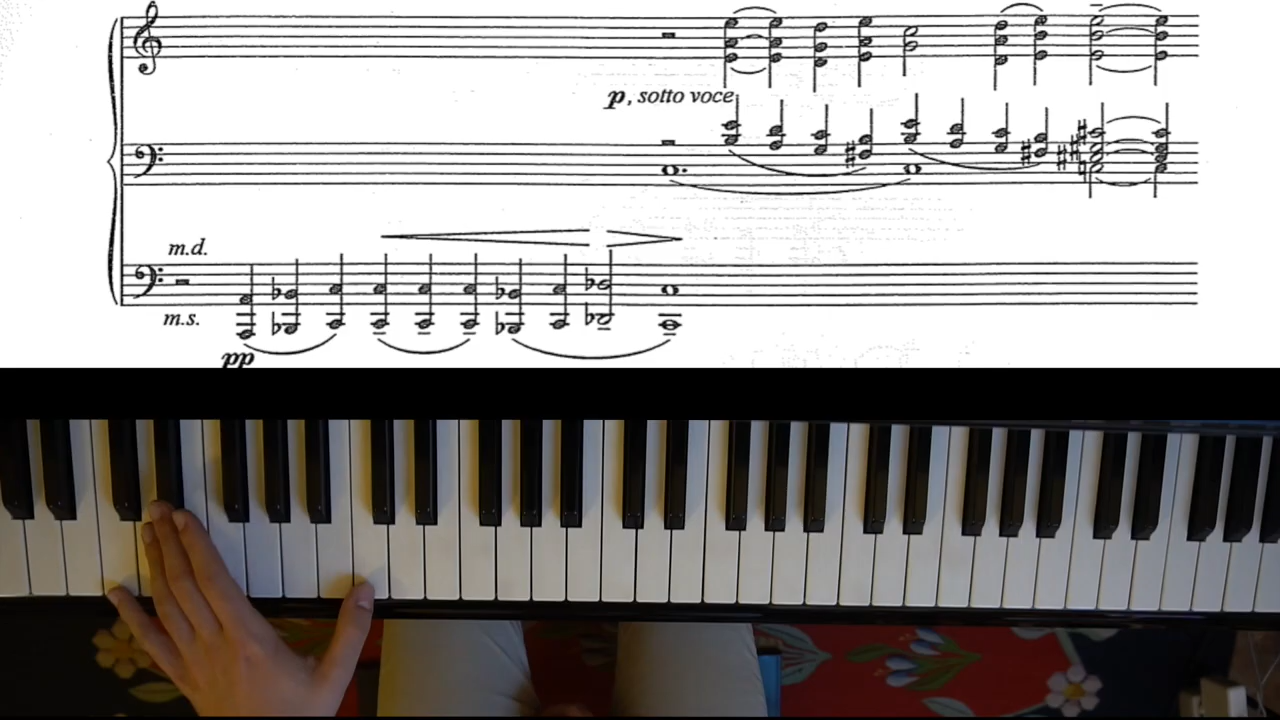 p, sotto voce
m.d.
m.s.
pp